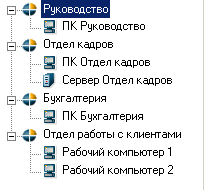 Руководство
ПК Руководство
Отдел кадров
ПК Отдел кадров
Сервер Отдел кадров
Бухгалтерия
ПК Бухгалтерия
Отдел работы с клиентами
Рабочий компьютер 1
Рабочий компьютер 2